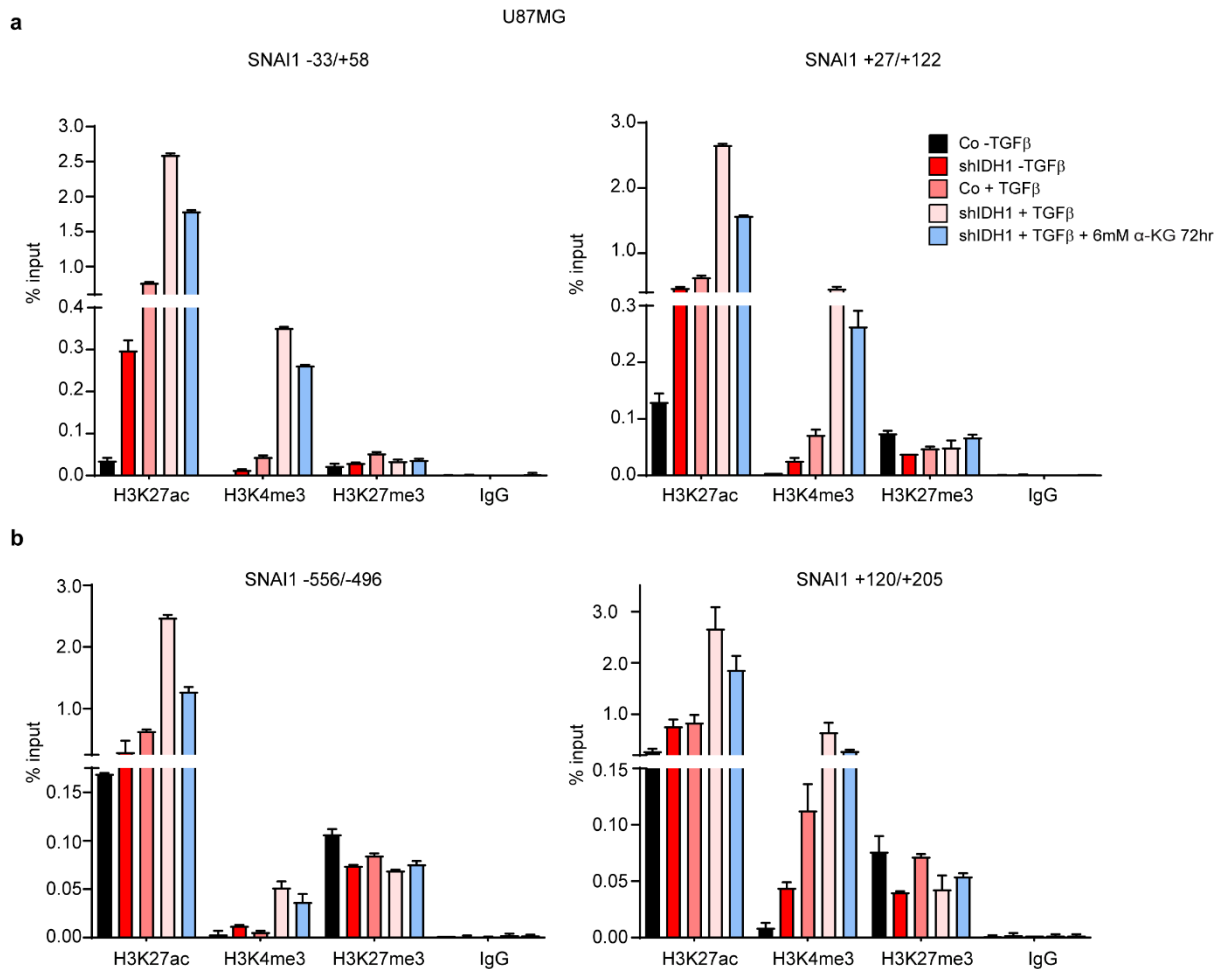 U87MG
a
SNAI1 -33/+58
SNAI1 +27/+122
Co -TGFβ
shIDH1 -TGFβ
Co + TGFβ
shIDH1 + TGFβ
shIDH1 + TGFβ + 6mM α-KG 72hr
% input
3.0
2.5
2.0
1.5
1.0
0.4
0.3
0.2
0.1
0.0
H3K27ac H3K4me3 H3K27me3 IgG
% input
3.0
2.0
1.0
0.3
0.2
0.1
0.0
H3K27ac H3K4me3 H3K27me3 IgG
b
SNAI1 -556/-496
SNAI1 +120/+205
% input
3.0
2.0
1.0
0.15
0.10
0.05
0.00
H3K27ac H3K4me3 H3K27me3 IgG
% input
3.0
2.0
1.0
0.15
0.10
0.05
0.00
H3K27ac H3K4me3 H3K27me3 IgG